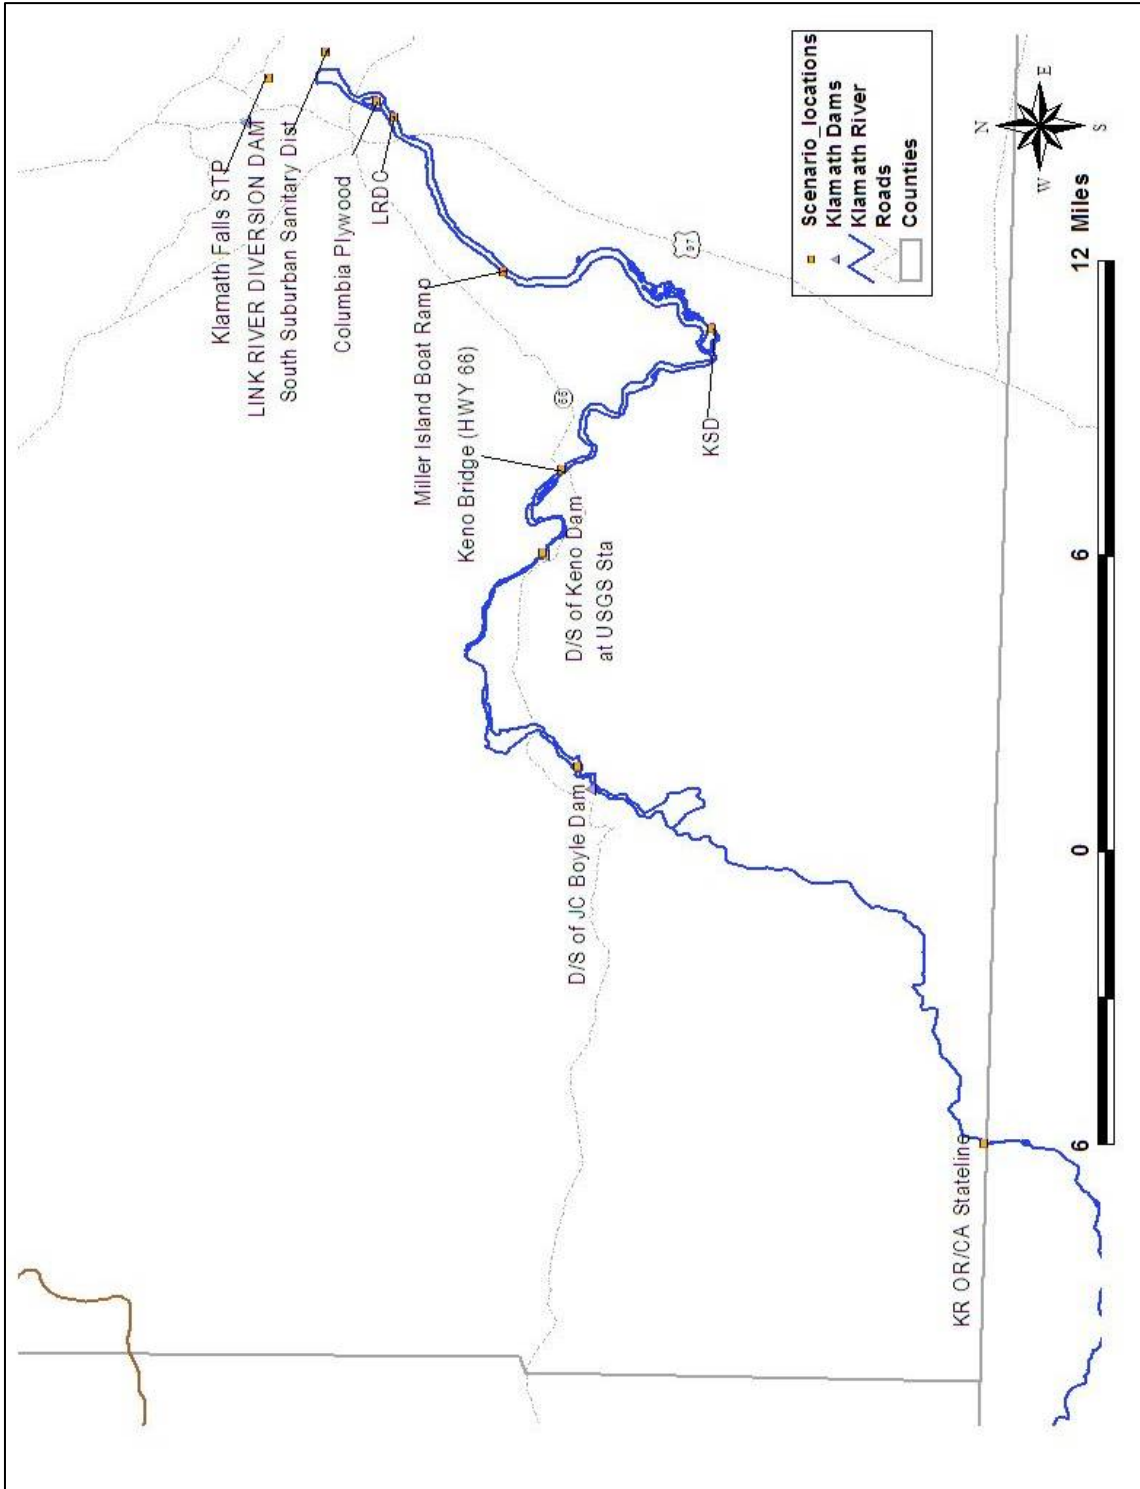 Klamath Falls STP
LINK RIVER DIVERSION DAM
South Suburban Sanitary Dist
Columbia Plywood
LRDC
Miller Island Boat Ramp
Keno Bridge (HWY 66)
66
97
KSD
D/S of Keno Dam
at USGS Sta
D/S of JC Boyle Dam
KR OR/CA Stateline
Scenario_locations
Klamath Dams
Klamath River
Roads
Counties
N
W
E
S
6
0
6
12 Miles